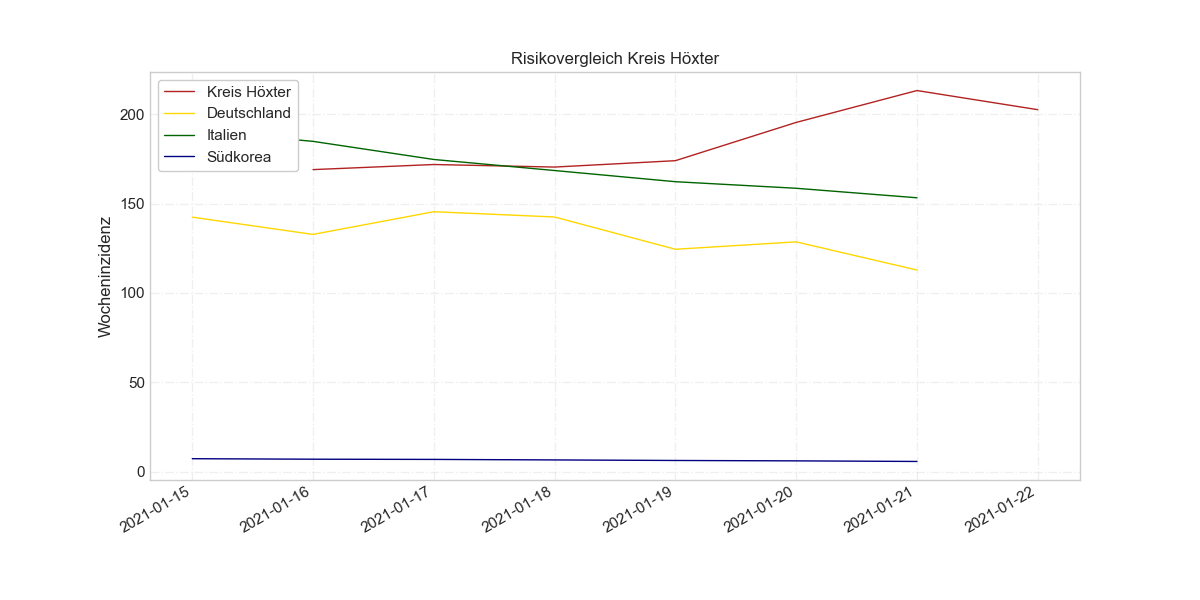 Risikovergleich Kreis Höxter
Kreis Höxter
Deutschland
Italien
Südkorea
Wocheninzidenz
200
150
100
50
0
2021-01-15
2021-01-16
2021-01-17
2021-01-18
2021-01-19
2021-01-20
2021-01-21
2021-01-22